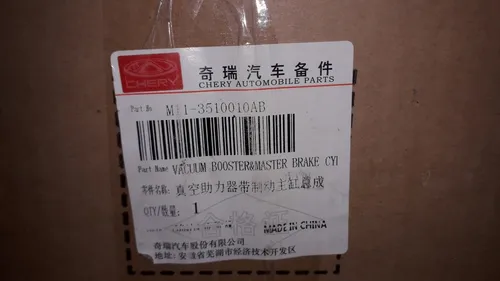 CHERY
奇瑞汽车备件
CHERY AUTOMOBILE PARTS
Part No M11-3510010AB
Part Name VACUUM BOOSTER&MASTER BRAKE CYI
零件名称: 真空助力器带制动主缸总成
QTY/数量: 1
合格
MADE IN CHINA
奇瑞汽车股份有限公司
地址: 安徽省芜湖市经济技术开发区